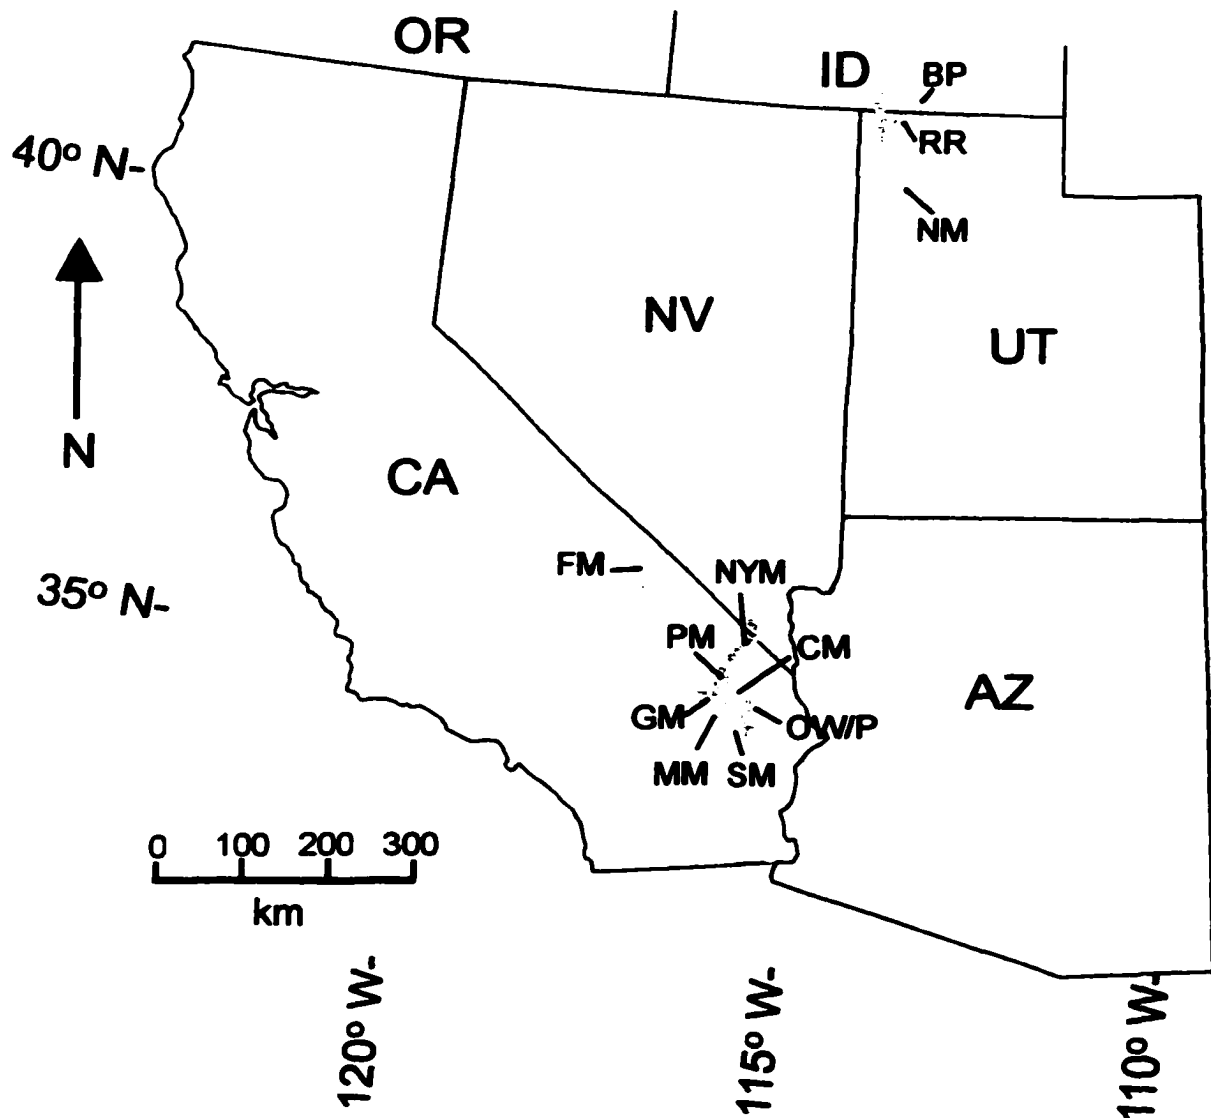 OR
ID
BP
RR
40° N-
NM
NV
UT
N
CA
FM
NYM
35° N-
PM
CM
AZ
GM
OW/P
MM
SM
0 100 200 300
km
120° W-
115° W-
110° W-